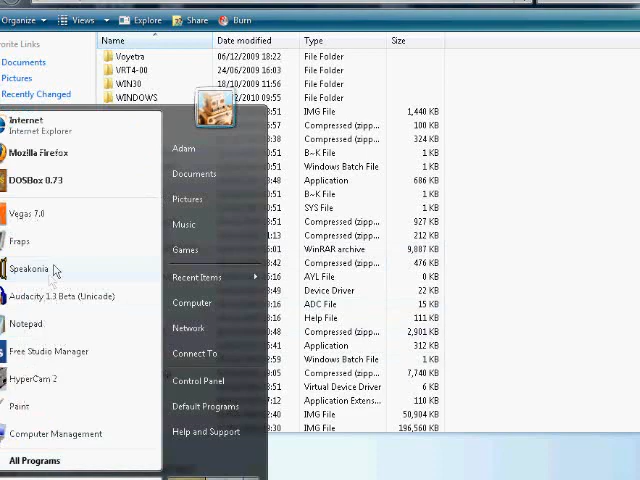 Organize Views Explore Share Burn
Name Date modified Type Size
vorite Links
Documents
Pictures
Recently Changed
Voyetra 06/12/2009 18:22 File Folder
VRT4-00 24/06/2009 16:03 File Folder
WIN30 18/10/2009 11:56 File Folder
WINDOWS /2010 09:55 File Folder
3:51 IMG File 1,440 KB
Compressed (zipp... 100 KB
Compressed (zipp... 324 KB
B~K File 1 KB
Windows Batch File 1 KB
Application 686 KB
B~K File 1 KB
SYS File 1 KB
Compressed (zipp... 927 KB
Compressed (zipp... 212 KB
WinRAR archive 9,887 KB
Compressed (zipp... 476 KB
AYL File 0 KB
Device Driver 22 KB
ADC File 15 KB
Help File 111 KB
Compressed (zipp... 2,901 KB
Application 312 KB
Windows Batch File 1 KB
Compressed (zipp... 7,740 KB
Virtual Device Driver 6 KB
Application Exten... 1 KB
IMG File 50,904 KB
IMG File 196,560 KB
Internet
Internet Explorer
Mozilla Firefox
DOSBox 0.73
Vegas 7.0
Fraps
Speakonia
Audacity 1.3 Beta (Unicode)
Notepad
Free Studio Manager
HyperCam 2
Paint
Computer Management
All Programs
Adam
Documents
Pictures
Music
Games
Recent Items
Computer
Network
Connect To
Control Panel
Default Programs
Help and Support